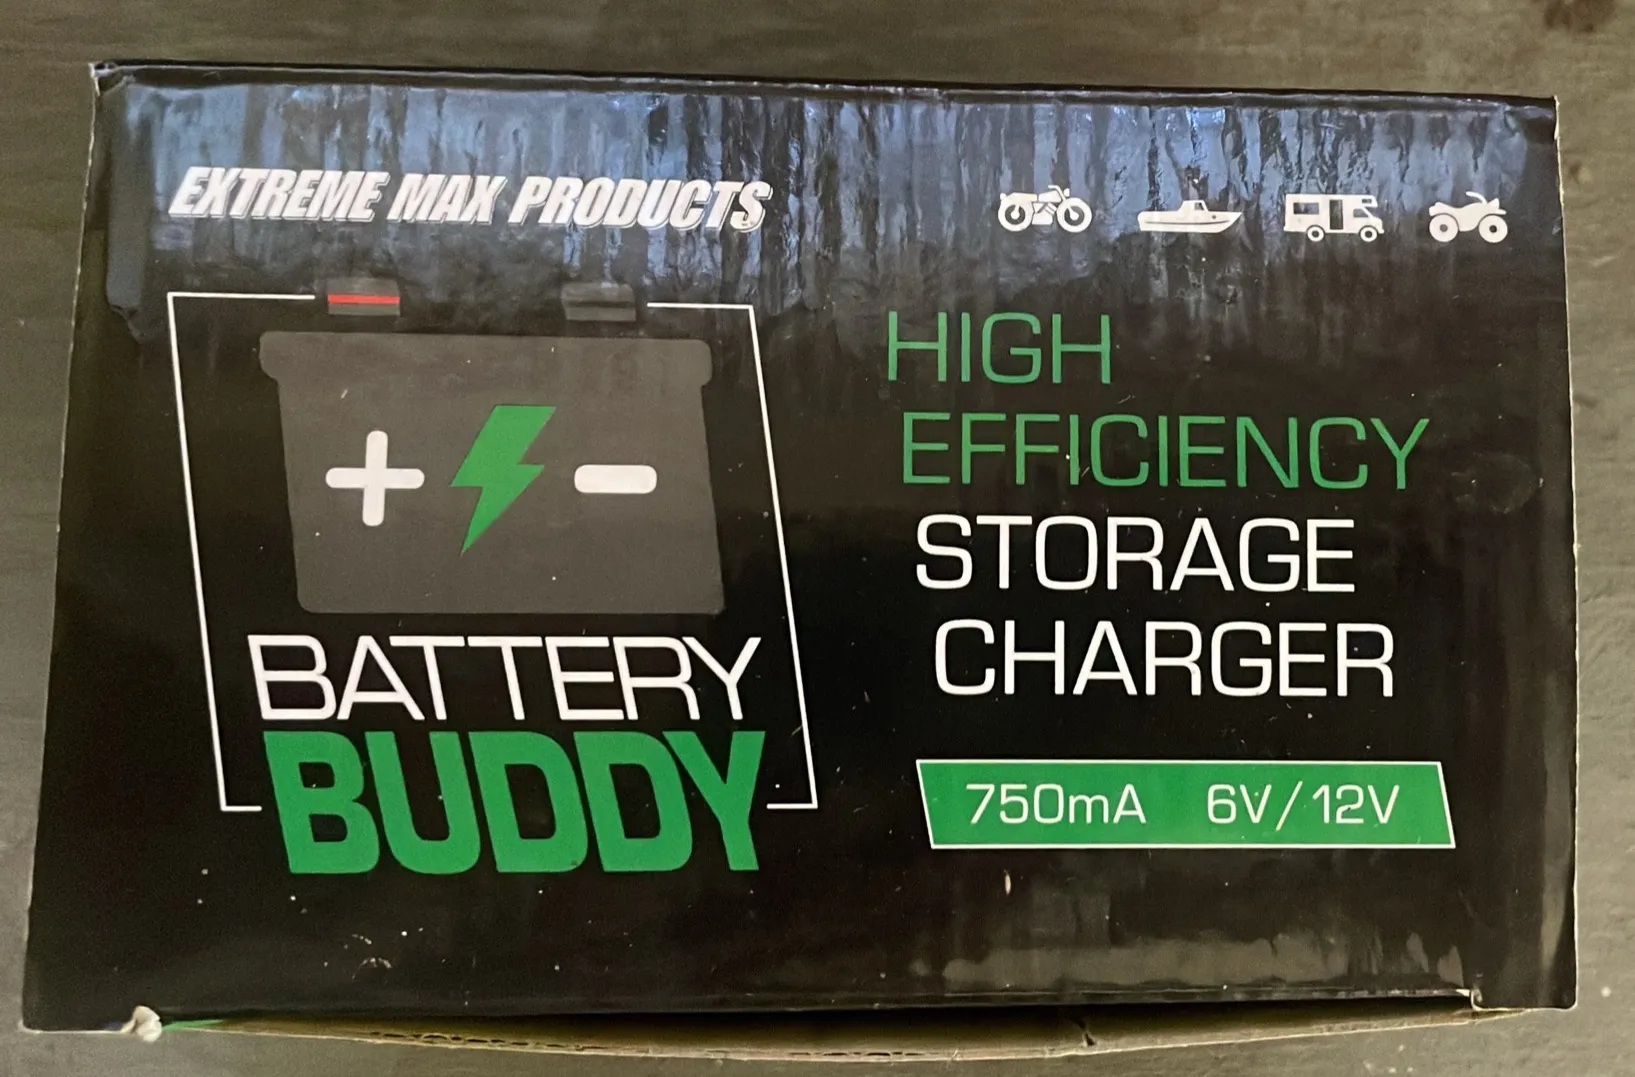 EXTREME MAX PRODUCTS
+ -
BATTERY
BUDDY
HIGH
EFFICIENCY
STORAGE
CHARGER
750mA 6V/12V